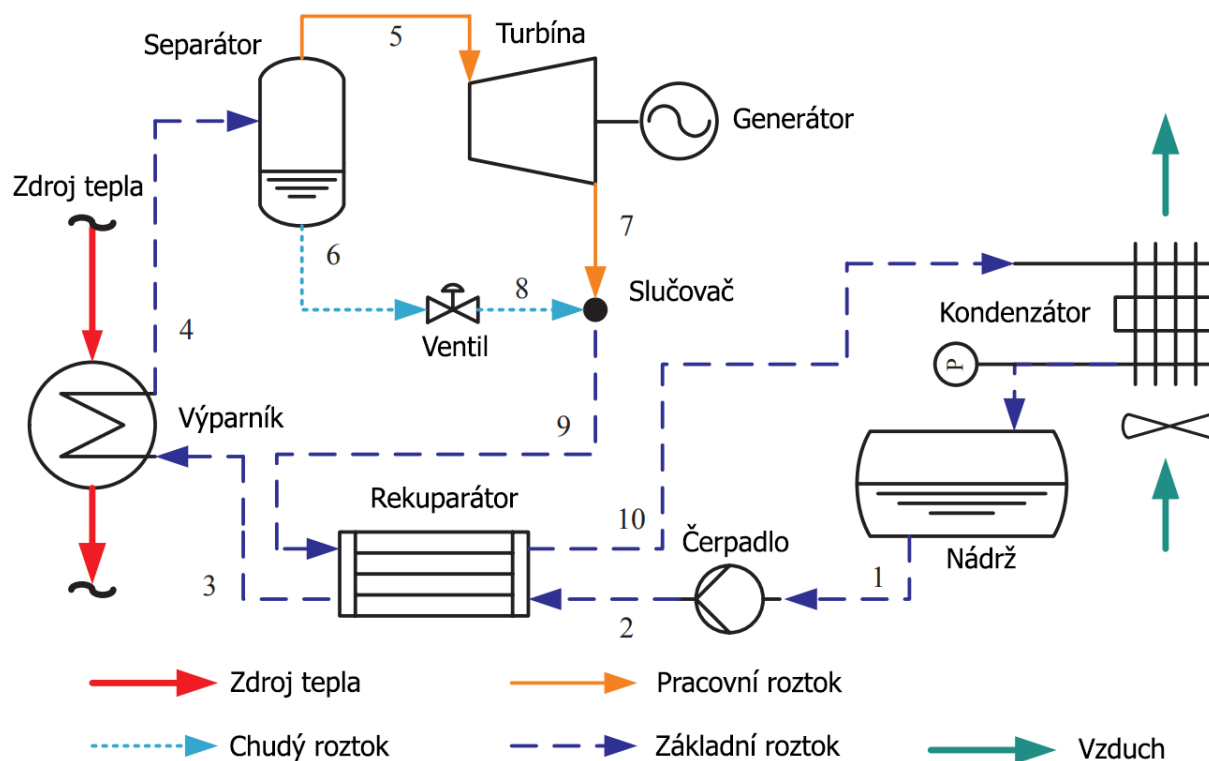 5
Turbína
Separátor
Generátor
Zdroj tepla
7
6
8
Slučovač
4
Ventil
Kondenzátor
P
Výparník
9
Rekuparátor
10
Čerpadlo
Nádrž
3
2
1
Zdroj tepla
Pracovní roztok
Chudý roztok
Základní roztok
Vzduch